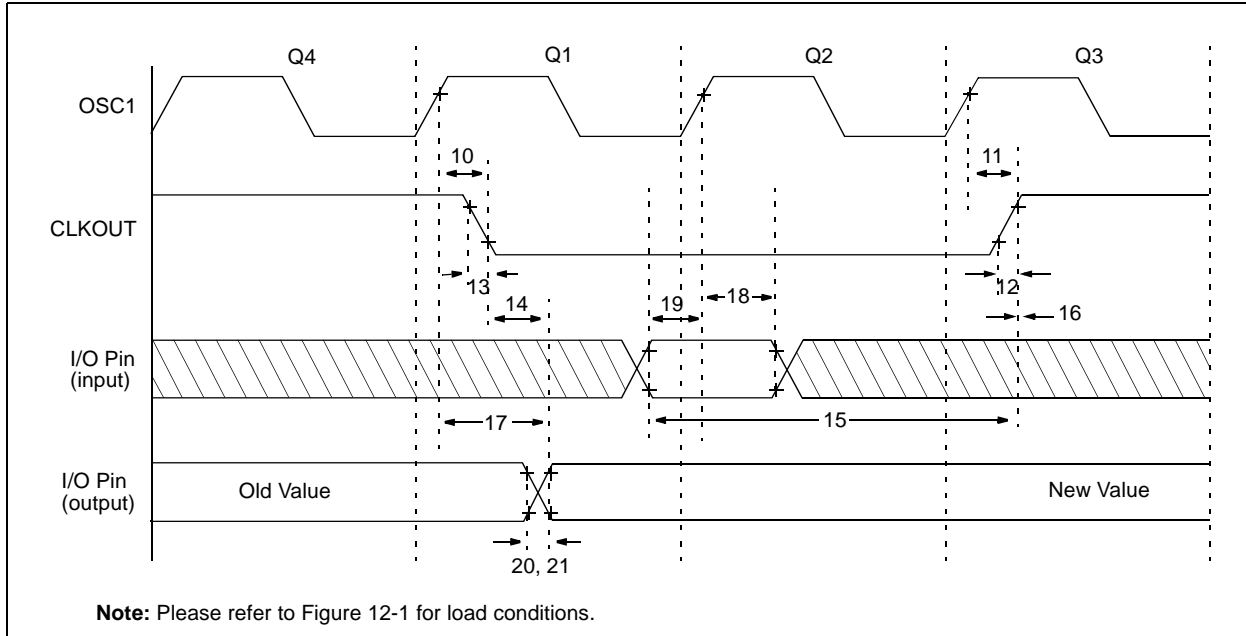 Q4 Q1 Q2 Q3
OSC1
10 11
CLKOUT
13 14 19 18 12 16
I/O Pin
(input)
17 15
I/O Pin
(output)
Old Value New Value
20, 21
Note: Please refer to Figure 12-1 for load conditions.